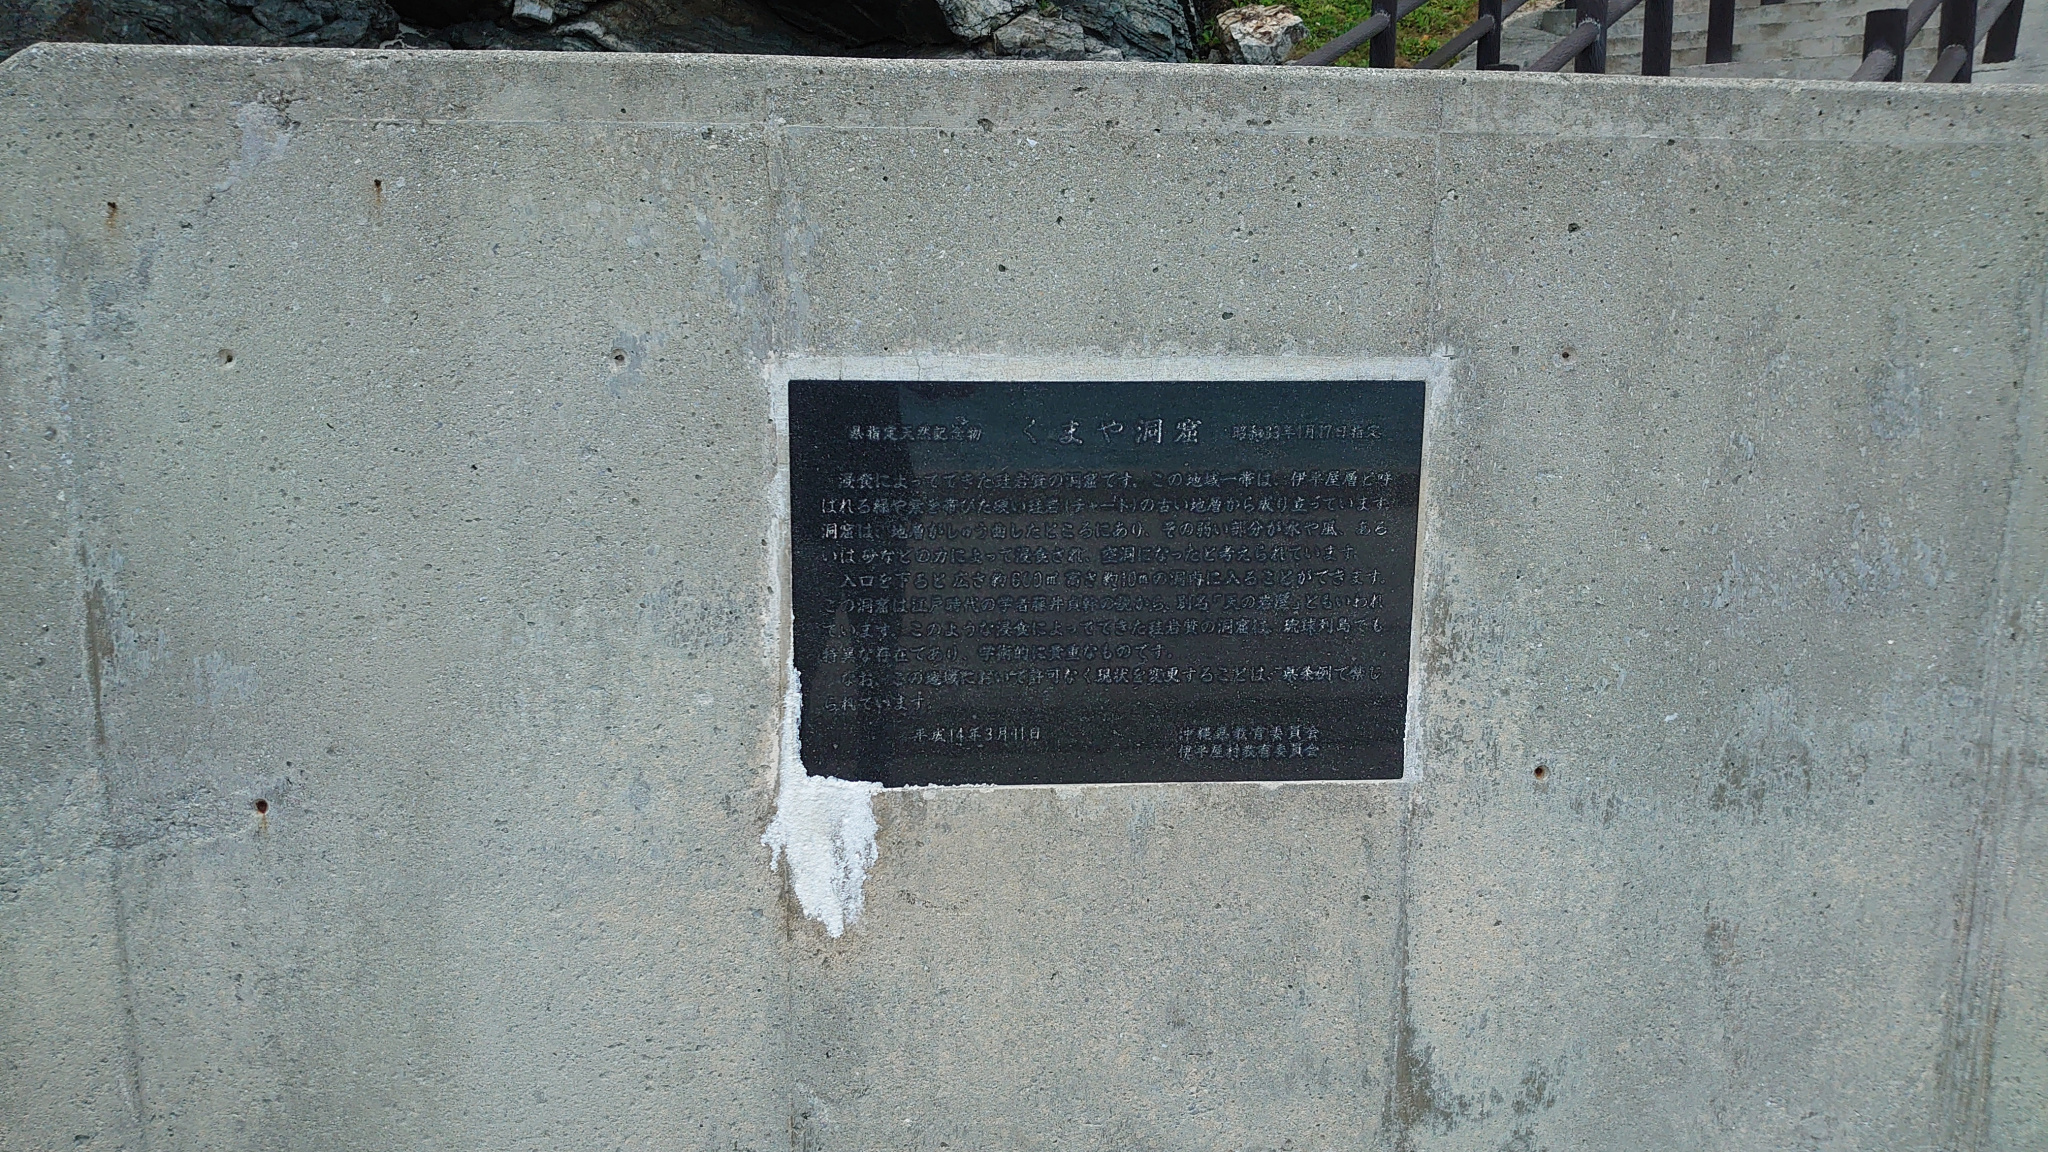 県指定天然記念物 くまや洞窟 昭和33年1月17日指定
浸食によってできた珪岩質の洞窟です。この地域一帯は、伊平屋層と呼
ばれる緑や紫を帯びた硬い珪岩(チャート)の古い地層から成り立っています。
洞窟は、地層がしゅう曲したところにあり、その弱い部分が水や風、ある
いは砂などの力によって浸食され、空洞になったと考えられています。
入口を下ると広さ約600㎡高さ約10mの洞内に入ることができます。
この洞窟は江戸時代の学者藤井貞幹の説から、別名「天の岩屋」ともいわれ
ています。このような浸食によってできた珪岩質の洞窟は、琉球列島でも
特異な存在であり、学術的に貴重なものです。
なお、この地域において許可なく現状を変更することは、県条例で禁じ
られています。
平成14年3月11日 沖縄県教育委員会
伊平屋村教育委員会